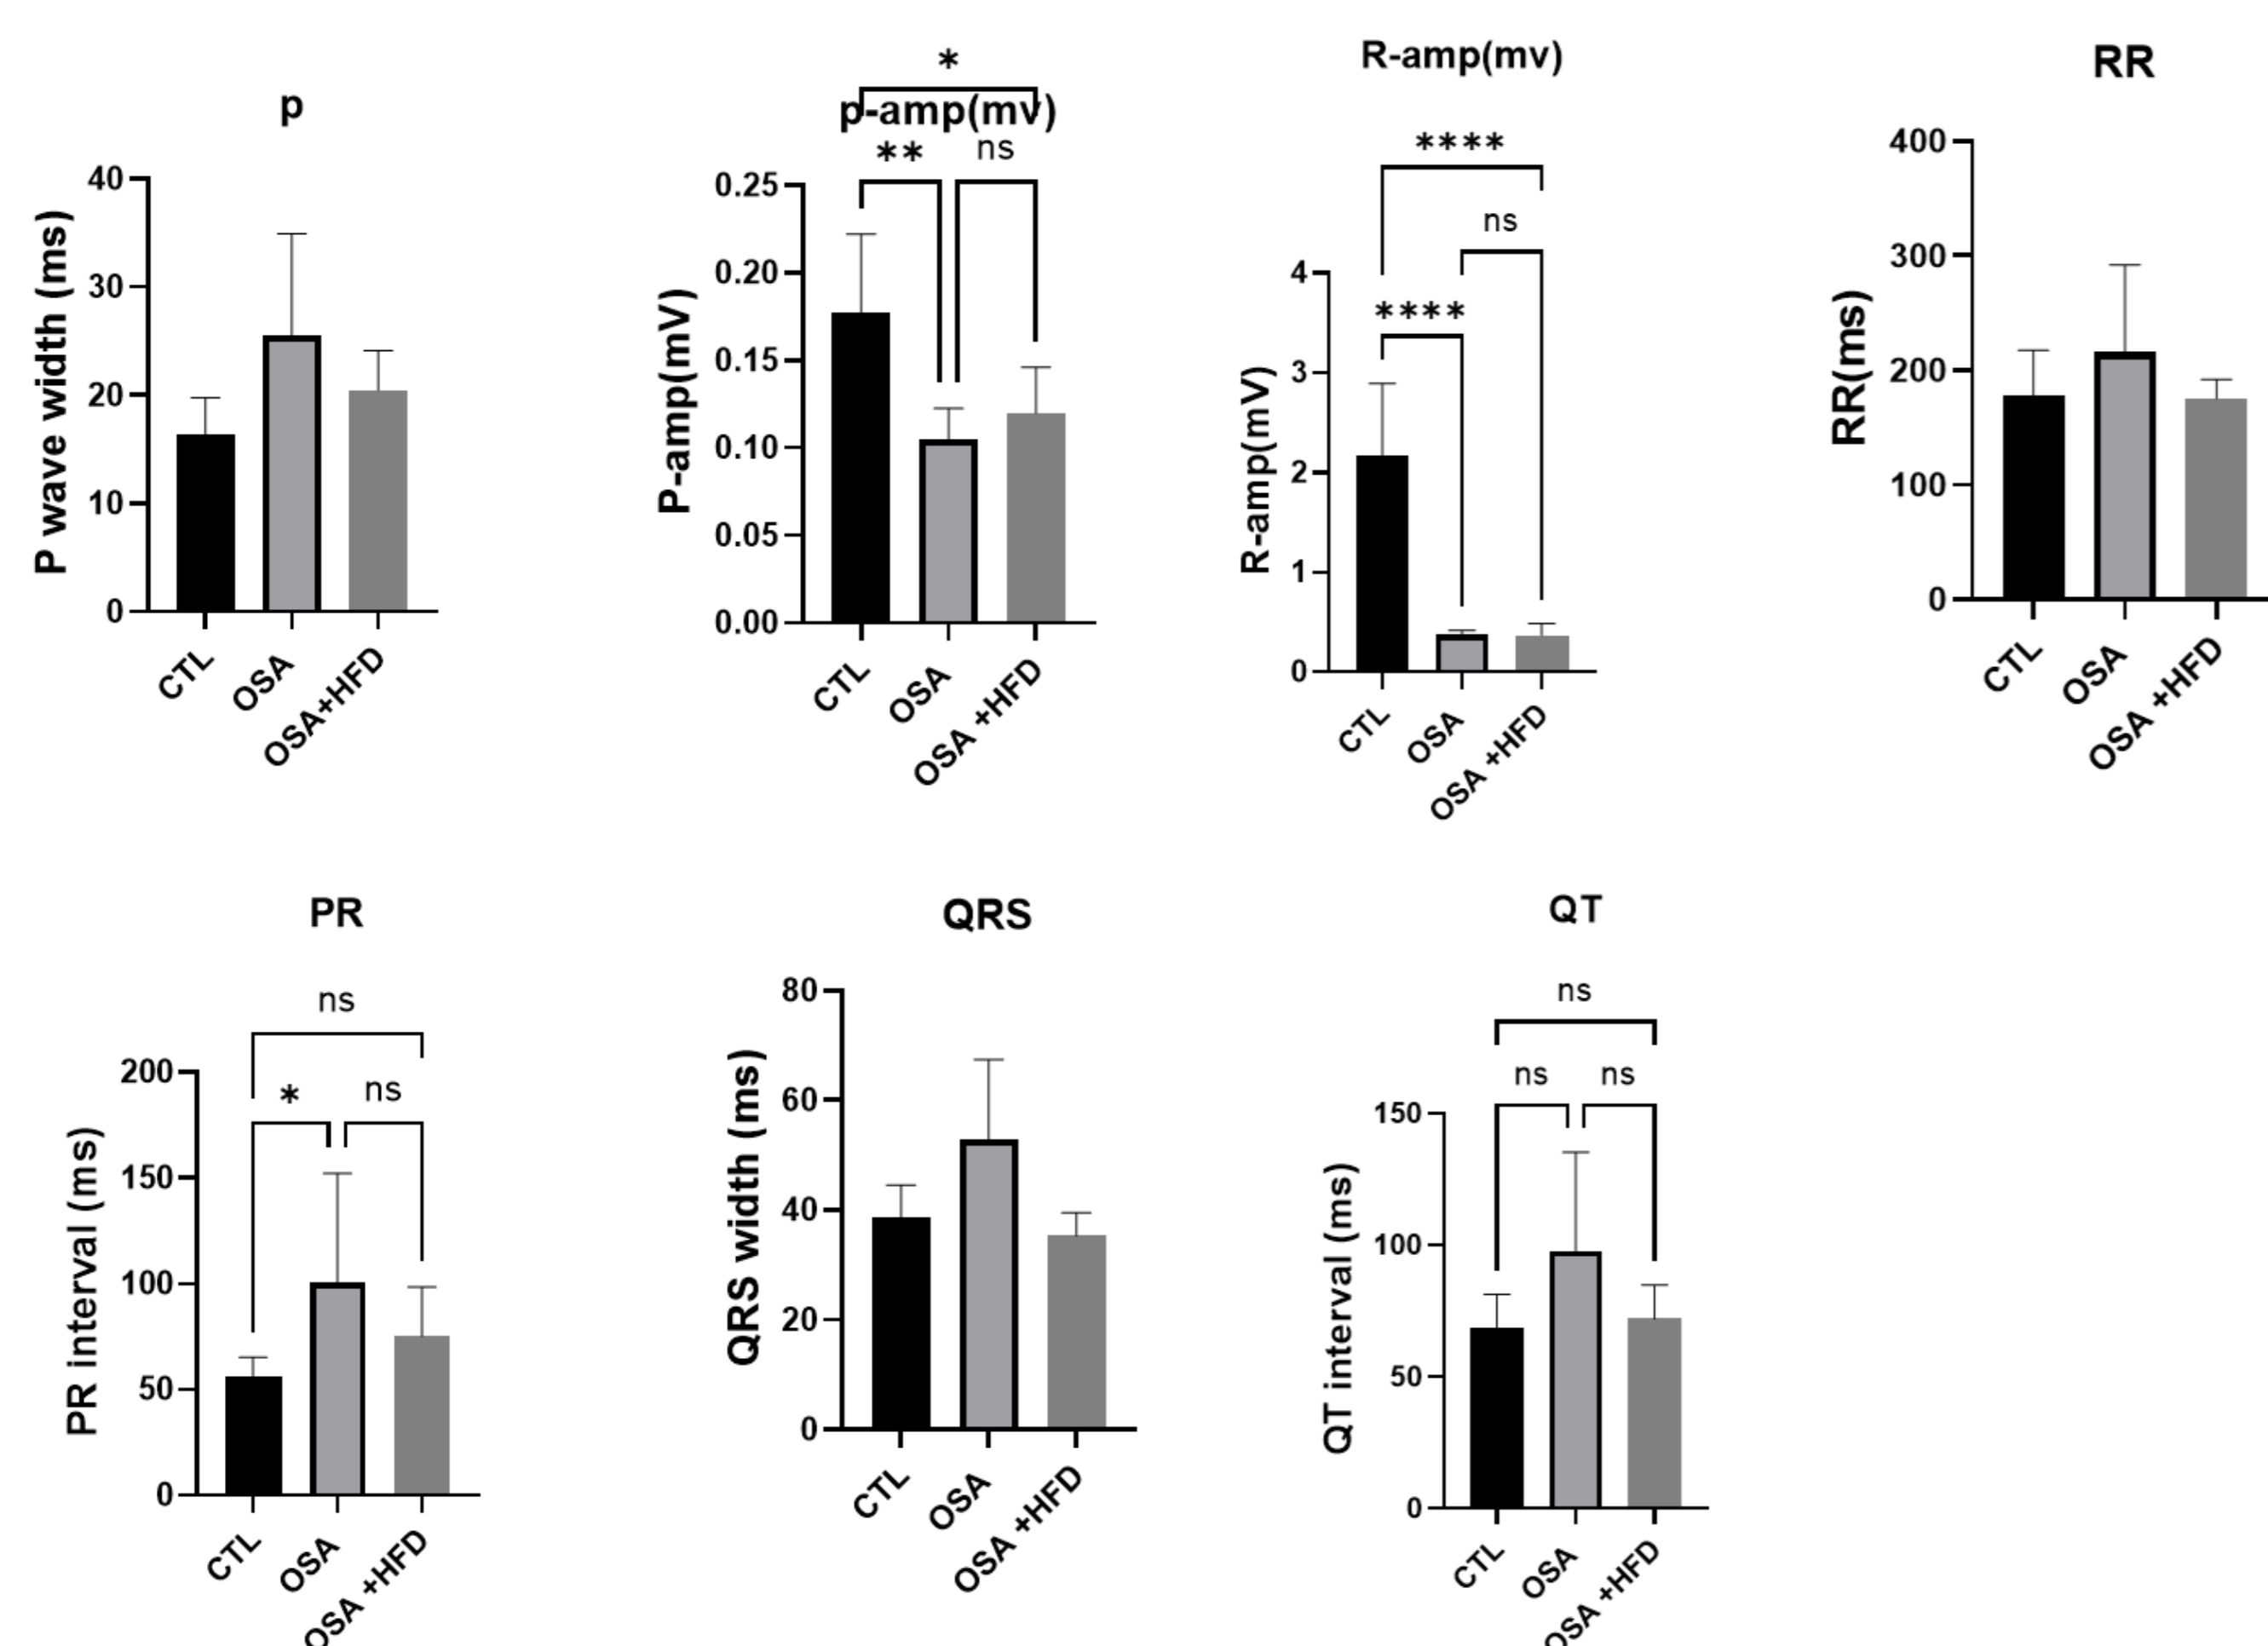 p
P wave width (ms)
40
30
20
10
0
CTL
OSA
OSA+HFD
*
p-amp(mv)
**
ns
P-amp(mV)
0.25
0.20
0.15
0.10
0.05
0.00
CTL
OSA
OSA +HFD
R-amp(mv)
****
ns
****
R-amp(mV)
4
3
2
1
0
CTL
OSA
OSA +HFD
RR
RR(ms)
400
300
200
100
0
CTL
OSA
OSA +HFD
PR
ns
*
ns
PR interval (ms)
200
150
100
50
0
CTL
OSA
OSA +HFD
QRS
QRS width (ms)
80
60
40
20
0
CTL
OSA
OSA +HFD
QT
ns
ns
ns
QT interval (ms)
150
100
50
0
CTL
OSA
OSA +HFD